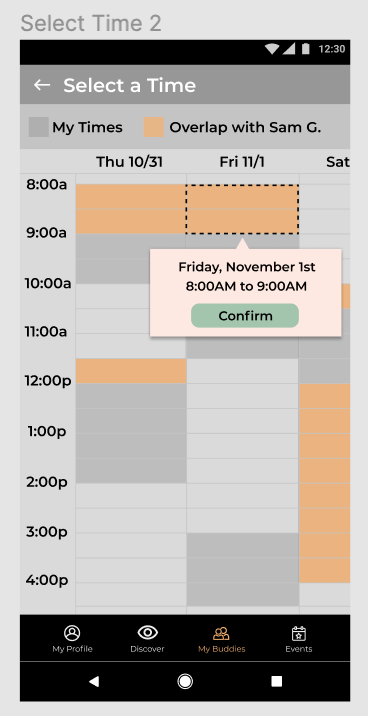 Select Time 2
12:30
Select a Time
My Times Overlap with Sam G.
Thu 10/31 Fri 11/1 Sat
8:00a
9:00a
Friday, November 1st
10:00a
8:00AM to 9:00AM
Confirm
11:00a
12:00p
1:00p
2:00p
3:00p
4:00p
My Profile Discover My Buddies Events